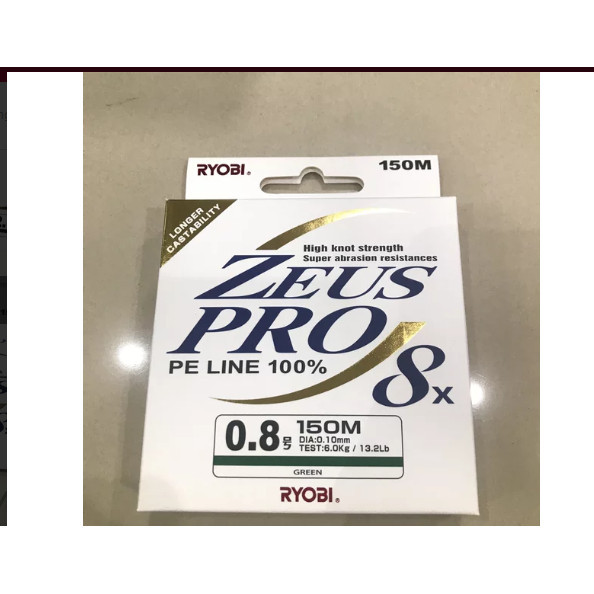 RYOBI® 150M
LONGER
CASTABILITY
High knot strength
Super abrasion resistances
ZEUS
PRO
PE LINE 100%
8x
0.8号
150M
DIA:0.10mm
TEST:6.0Kg / 13.2Lb
GREEN
RYOBI®